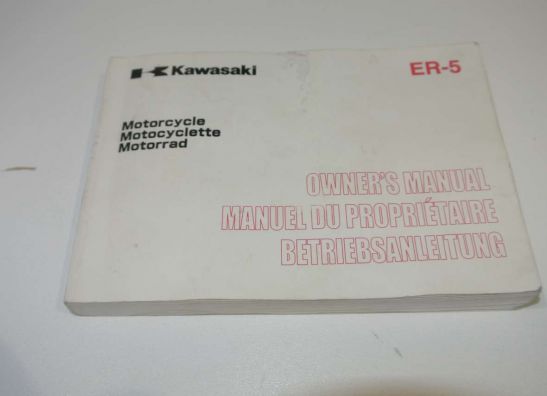 Kawasaki
ER-5
Motorcycle
Motocyclette
Motorrad
OWNER'S MANUAL
MANUEL DU PROPRIÉTAIRE
BETRIEBSANLEITUNG